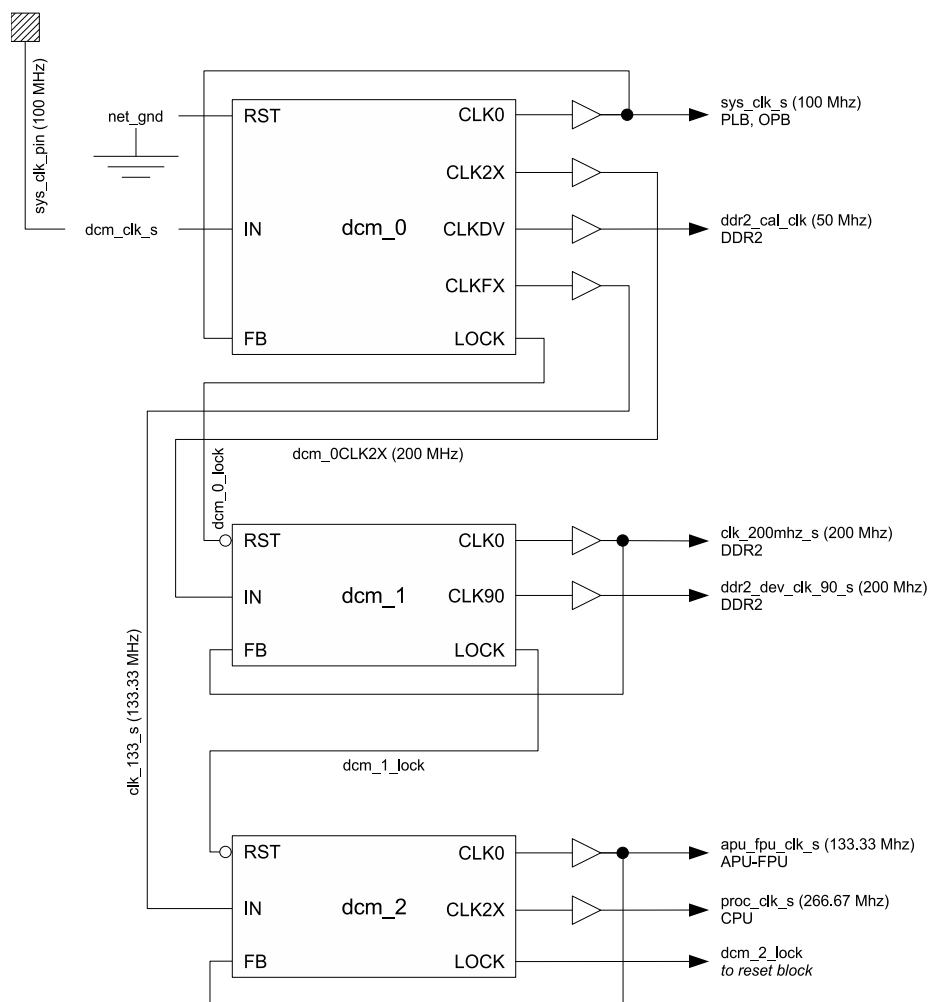 sys_clk_pin (100 MHz)
net_gnd
dcm_clk_s
RST
IN
FB
dcm_0
CLK0
CLK2X
CLKDV
CLKFX
LOCK
sys_clk_s (100 Mhz)
PLB, OPB
ddr2_cal_clk (50 Mhz)
DDR2
dcm_0_lock
dcm_0CLK2X (200 MHz)
clk_133_s (133.33 MHz)
RST
IN
FB
dcm_1
CLK0
CLK90
LOCK
clk_200mhz_s (200 Mhz)
DDR2
ddr2_dev_clk_90_s (200 Mhz)
DDR2
dcm_1_lock
RST
IN
FB
dcm_2
CLK0
CLK2X
LOCK
apu_fpu_clk_s (133.33 Mhz)
APU-FPU
proc_clk_s (266.67 Mhz)
CPU
dcm_2_lock
to reset block